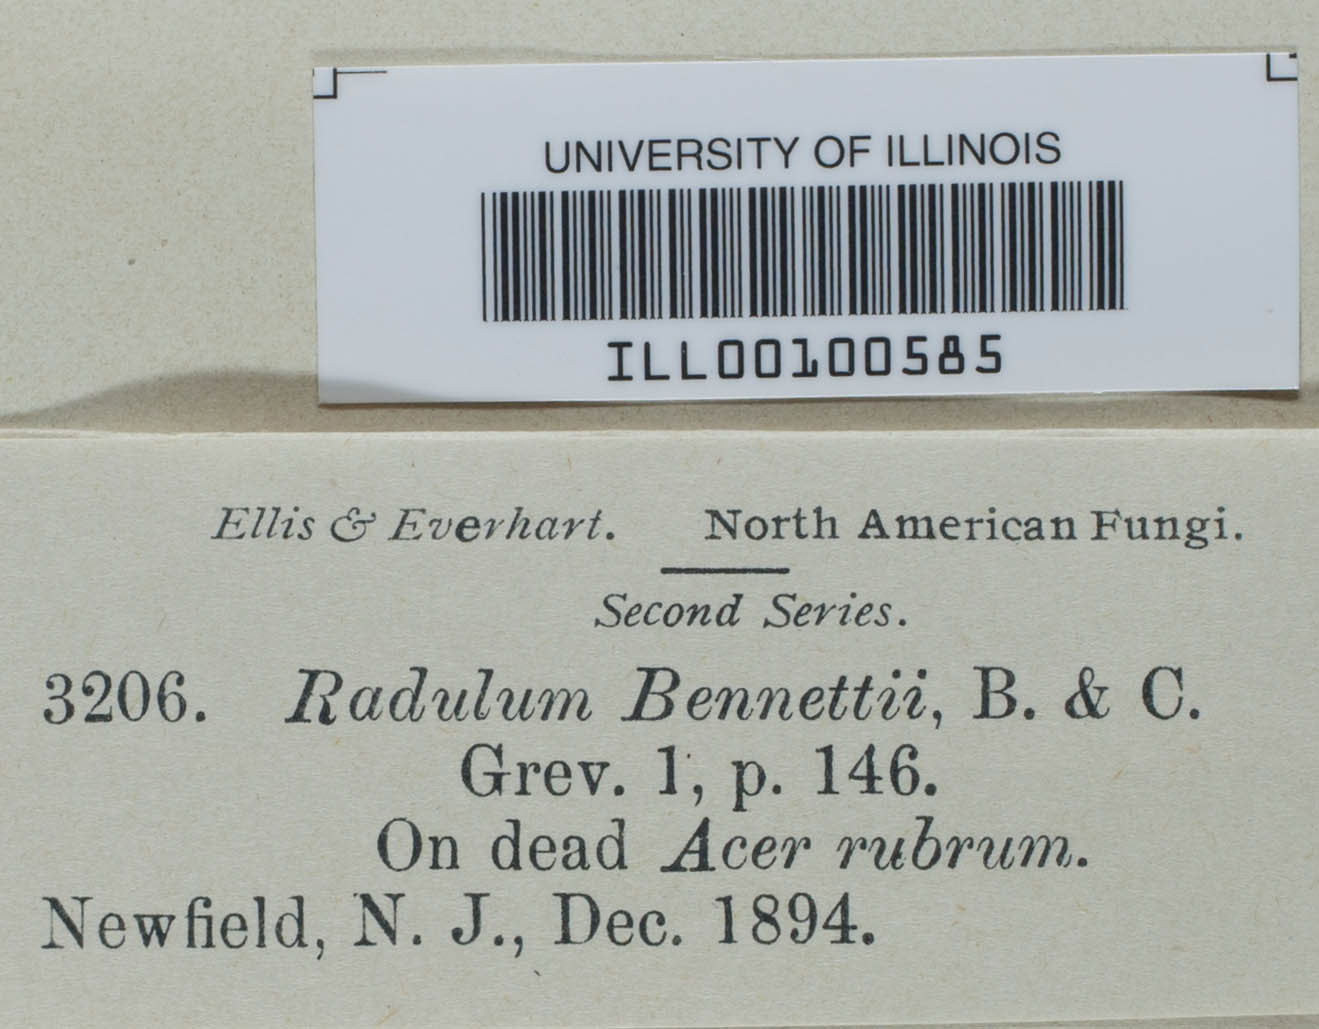 UNIVERSITY OF ILLINOIS
ILL00100585
Ellis & Everhart. North American Fungi.
Second Series.
3206. Radulum Bennettii, B. & C.
Grev. 1, p. 146.
On dead Acer rubrum.
Newfield, N. J., Dec. 1894.